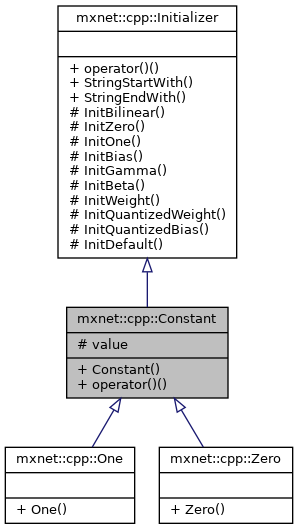 mxnet::cpp::Initializer
+ operator()()
+ StringStartWith()
+ StringEndWith()
# InitBilinear()
# InitZero()
# InitOne()
# InitBias()
# InitGamma()
# InitBeta()
# InitWeight()
# InitQuantizedWeight()
# InitQuantizedBias()
# InitDefault()
mxnet::cpp::Constant
# value
+ Constant()
+ operator()()
mxnet::cpp::One
+ One()
mxnet::cpp::Zero
+ Zero()